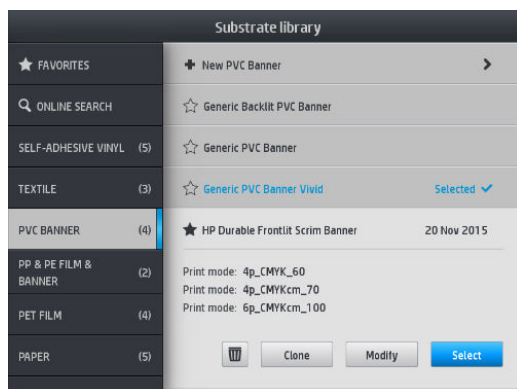 Substrate library
FAVORITES
ONLINE SEARCH
SELF-ADHESIVE VINYL (5)
TEXTILE (3)
PVC BANNER (4)
PP & PE FILM &
BANNER (2)
PET FILM (4)
PAPER (5)
New PVC Banner
Generic Backlit PVC Banner
Generic PVC Banner
Generic PVC Banner Vivid Selected
HP Durable Frontlit Scrim Banner 20 Nov 2015
Print mode: 4p_CMYK_60
Print mode: 4p_CMYKcm_70
Print mode: 6p_CMYKcm_100
Clone Modify Select